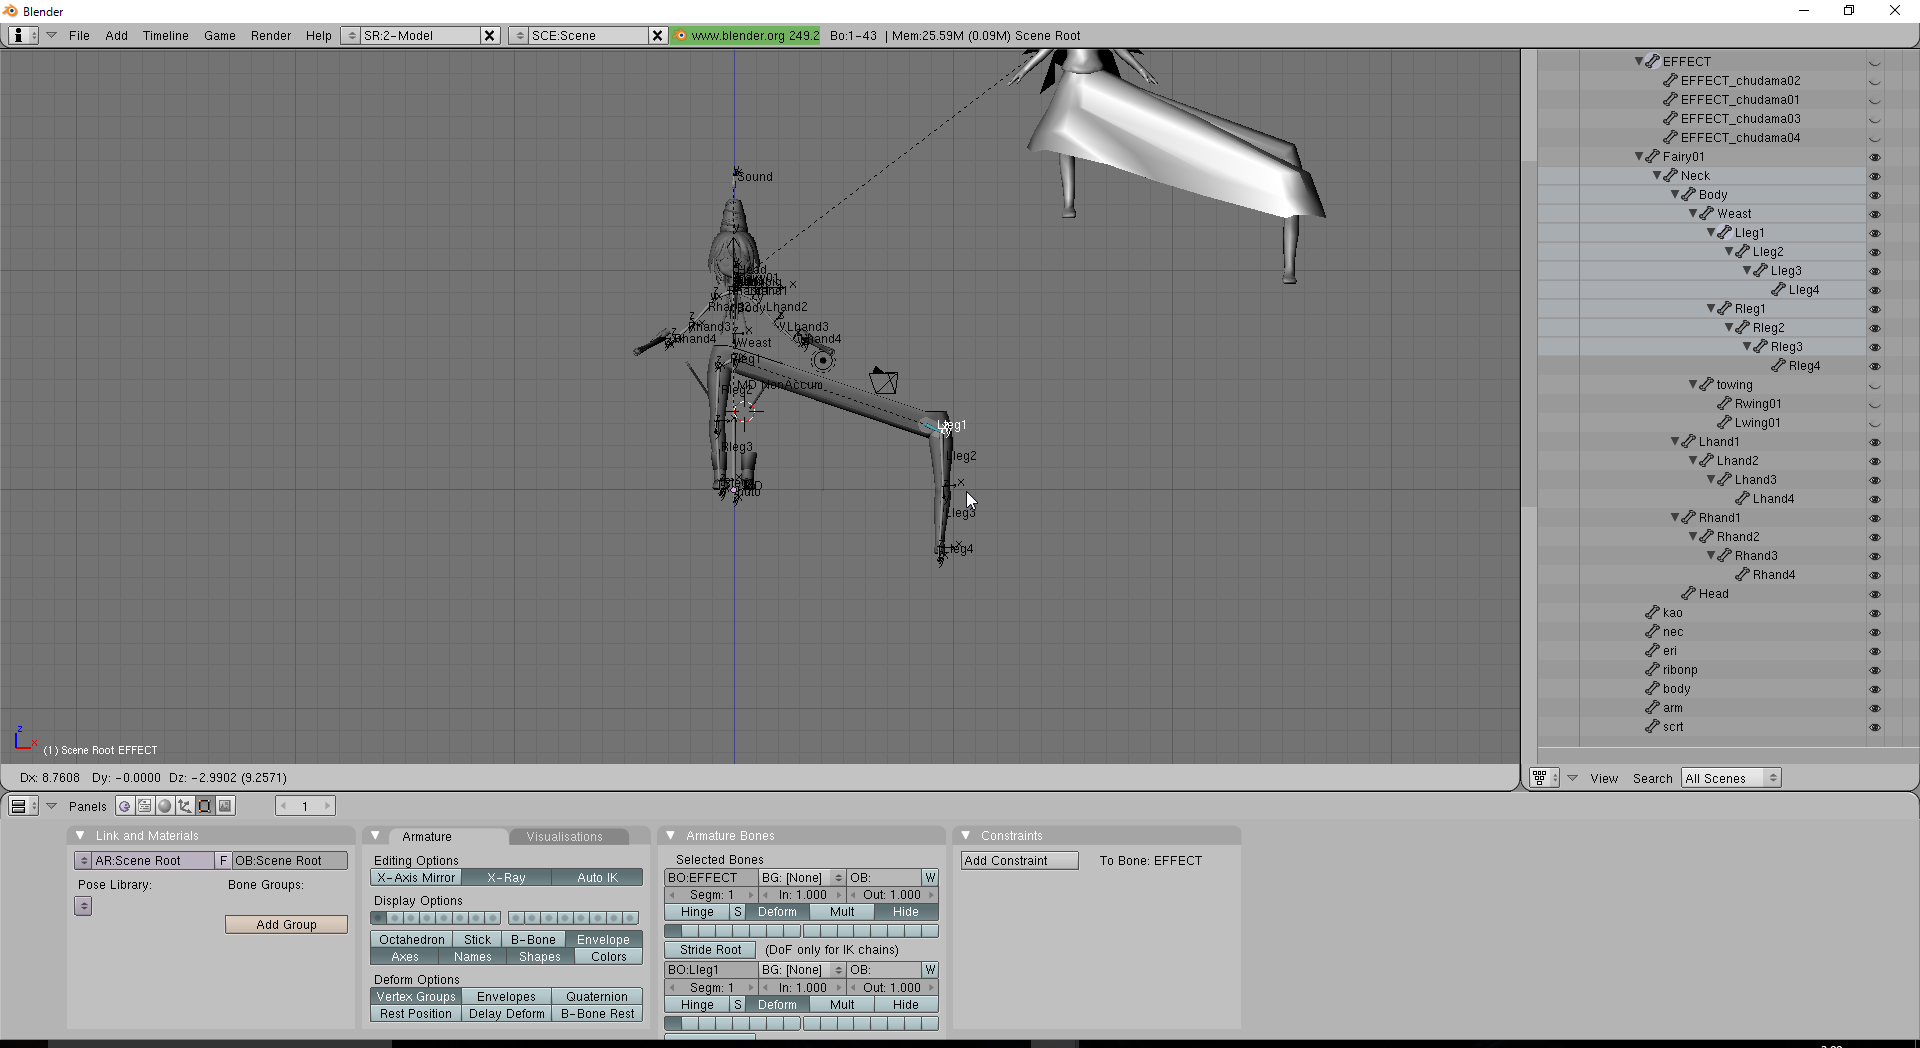 Blender
File Add Timeline Game Render Help SR:2-Model SCE:Scene www.blender.org 249.2 Bo:1-43 | Mem:25.59M (0.09M) Scene Root
EFFECT
EFFECT_chudama02
EFFECT_chudama01
EFFECT_chudama03
EFFECT_chudama04
Fairy01
Neck
Body
Weast
Lleg1
Lleg2
Lleg3
Lleg4
Rleg1
Rleg2
Rleg3
Rleg4
towing
Rwing01
Lwing01
Lhand1
Lhand2
Lhand3
Lhand4
Rhand1
Rhand2
Rhand3
Rhand4
Head
kao
nec
eri
ribonp
body
arm
scrt
Sound
Head
Lhand2
Rhand3
Lhand3
Rhand4
Weast
Rleg1
MD NonAccum
Rleg2
Lleg1
Rleg3
Lleg2
Lleg3
Lleg4
z
x
(1) Scene Root EFFECT
Dx: 8.7608 Dy: -0.0000 Dz: -2.9902 (9.2571)
View Search All Scenes
Panels 1
Link and Materials
AR:Scene Root F OB:Scene Root
Pose Library: Bone Groups:
Add Group
Armature Visualisations
Editing Options
X-Axis Mirror X-Ray Auto IK
Display Options
Octahedron Stick B-Bone Envelope
Axes Names Shapes Colors
Deform Options
Vertex Groups Envelopes Quaternion
Rest Position Delay Deform B-Bone Rest
Armature Bones
Selected Bones
BO:EFFECT BG: [None] OB: W
Segm: 1 In: 1.000 Out: 1.000
Hinge S Deform Mult Hide
Stride Root (DoF only for IK chains)
BO:Lleg1 BG: [None] OB: W
Segm: 1 In: 1.000 Out: 1.000
Hinge S Deform Mult Hide
Constraints
Add Constraint To Bone: EFFECT